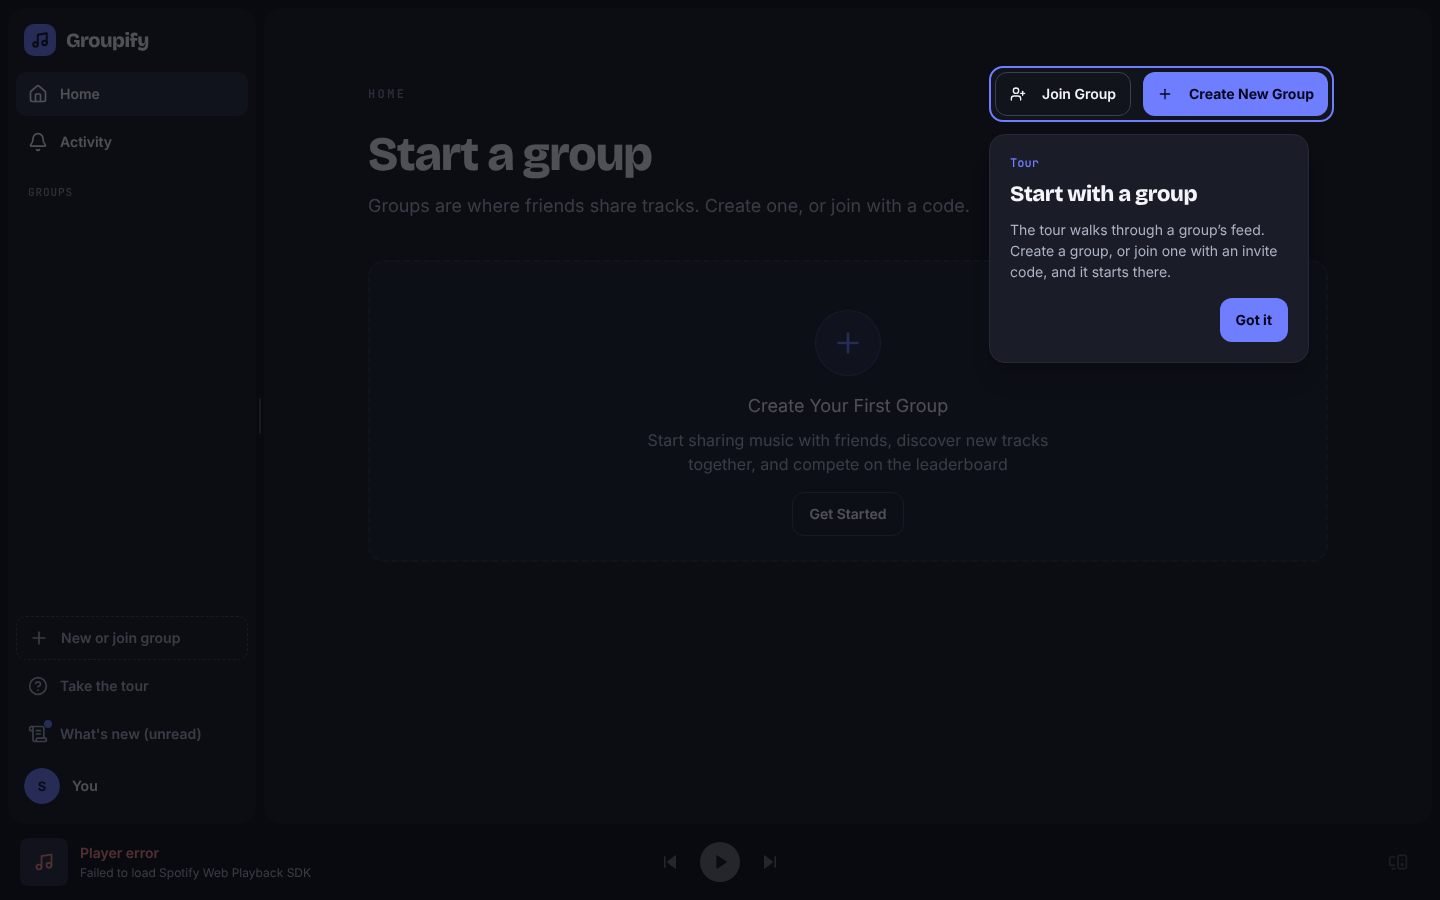 Groupify
Home
Activity
GROUPS
New or join group
Take the tour
What's new (unread)
S
You
HOME
Start a group
Groups are where friends share tracks. Create one, or join with a code.
Join Group
Create New Group
Tour
Start with a group
The tour walks through a group’s feed.
Create a group, or join one with an invite
code, and it starts there.
Got it
Create Your First Group
Start sharing music with friends, discover new tracks
together, and compete on the leaderboard
Get Started
Player error
Failed to load Spotify Web Playback SDK